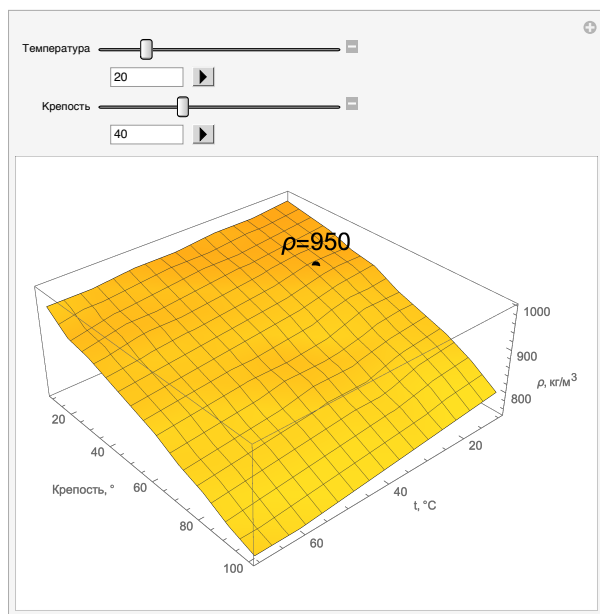 Температура
20
Крепость
40
ρ=950
1000
900
ρ, кг/м³
800
20
40
60
t, °C
20
40
60
80
100
Крепость, °